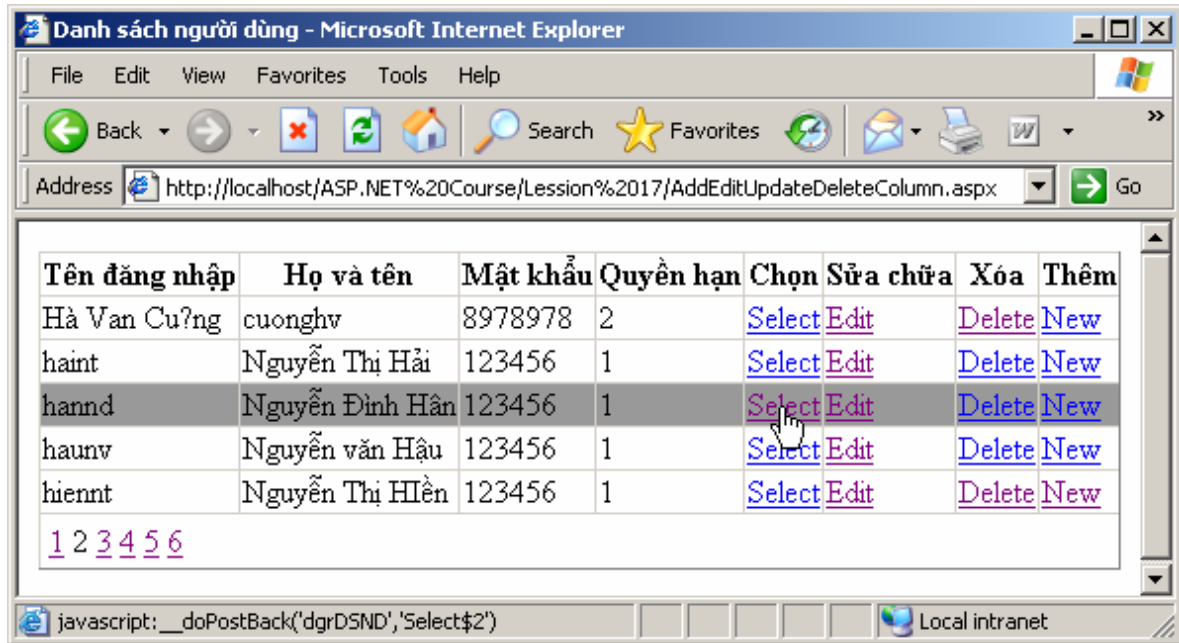 Danh sách người dùng - Microsoft Internet Explorer
File Edit View Favorites Tools Help
Back Search Favorites W »
Address http://localhost/ASP.NET%20Course/Lession%2017/AddEditUpdateDeleteColumn.aspx Go
Tên đăng nhập Họ và tên Mật khẩu Quyền hạn Chọn Sửa chữa Xóa Thêm
Hà Van Cu?ng cuonghv 8978978 2 Select Edit Delete New
haint Nguyễn Thị Hải 123456 1 Select Edit Delete New
hannd Nguyễn Đình Hân 123456 1 Select Edit Delete New
haunv Nguyễn văn Hậu 123456 1 Select Edit Delete New
hiennt Nguyễn Thị HIền 123456 1 Select Edit Delete New
1 2 3 4 5 6
javascript:__doPostBack('dgrDSND','Select$2') Local intranet